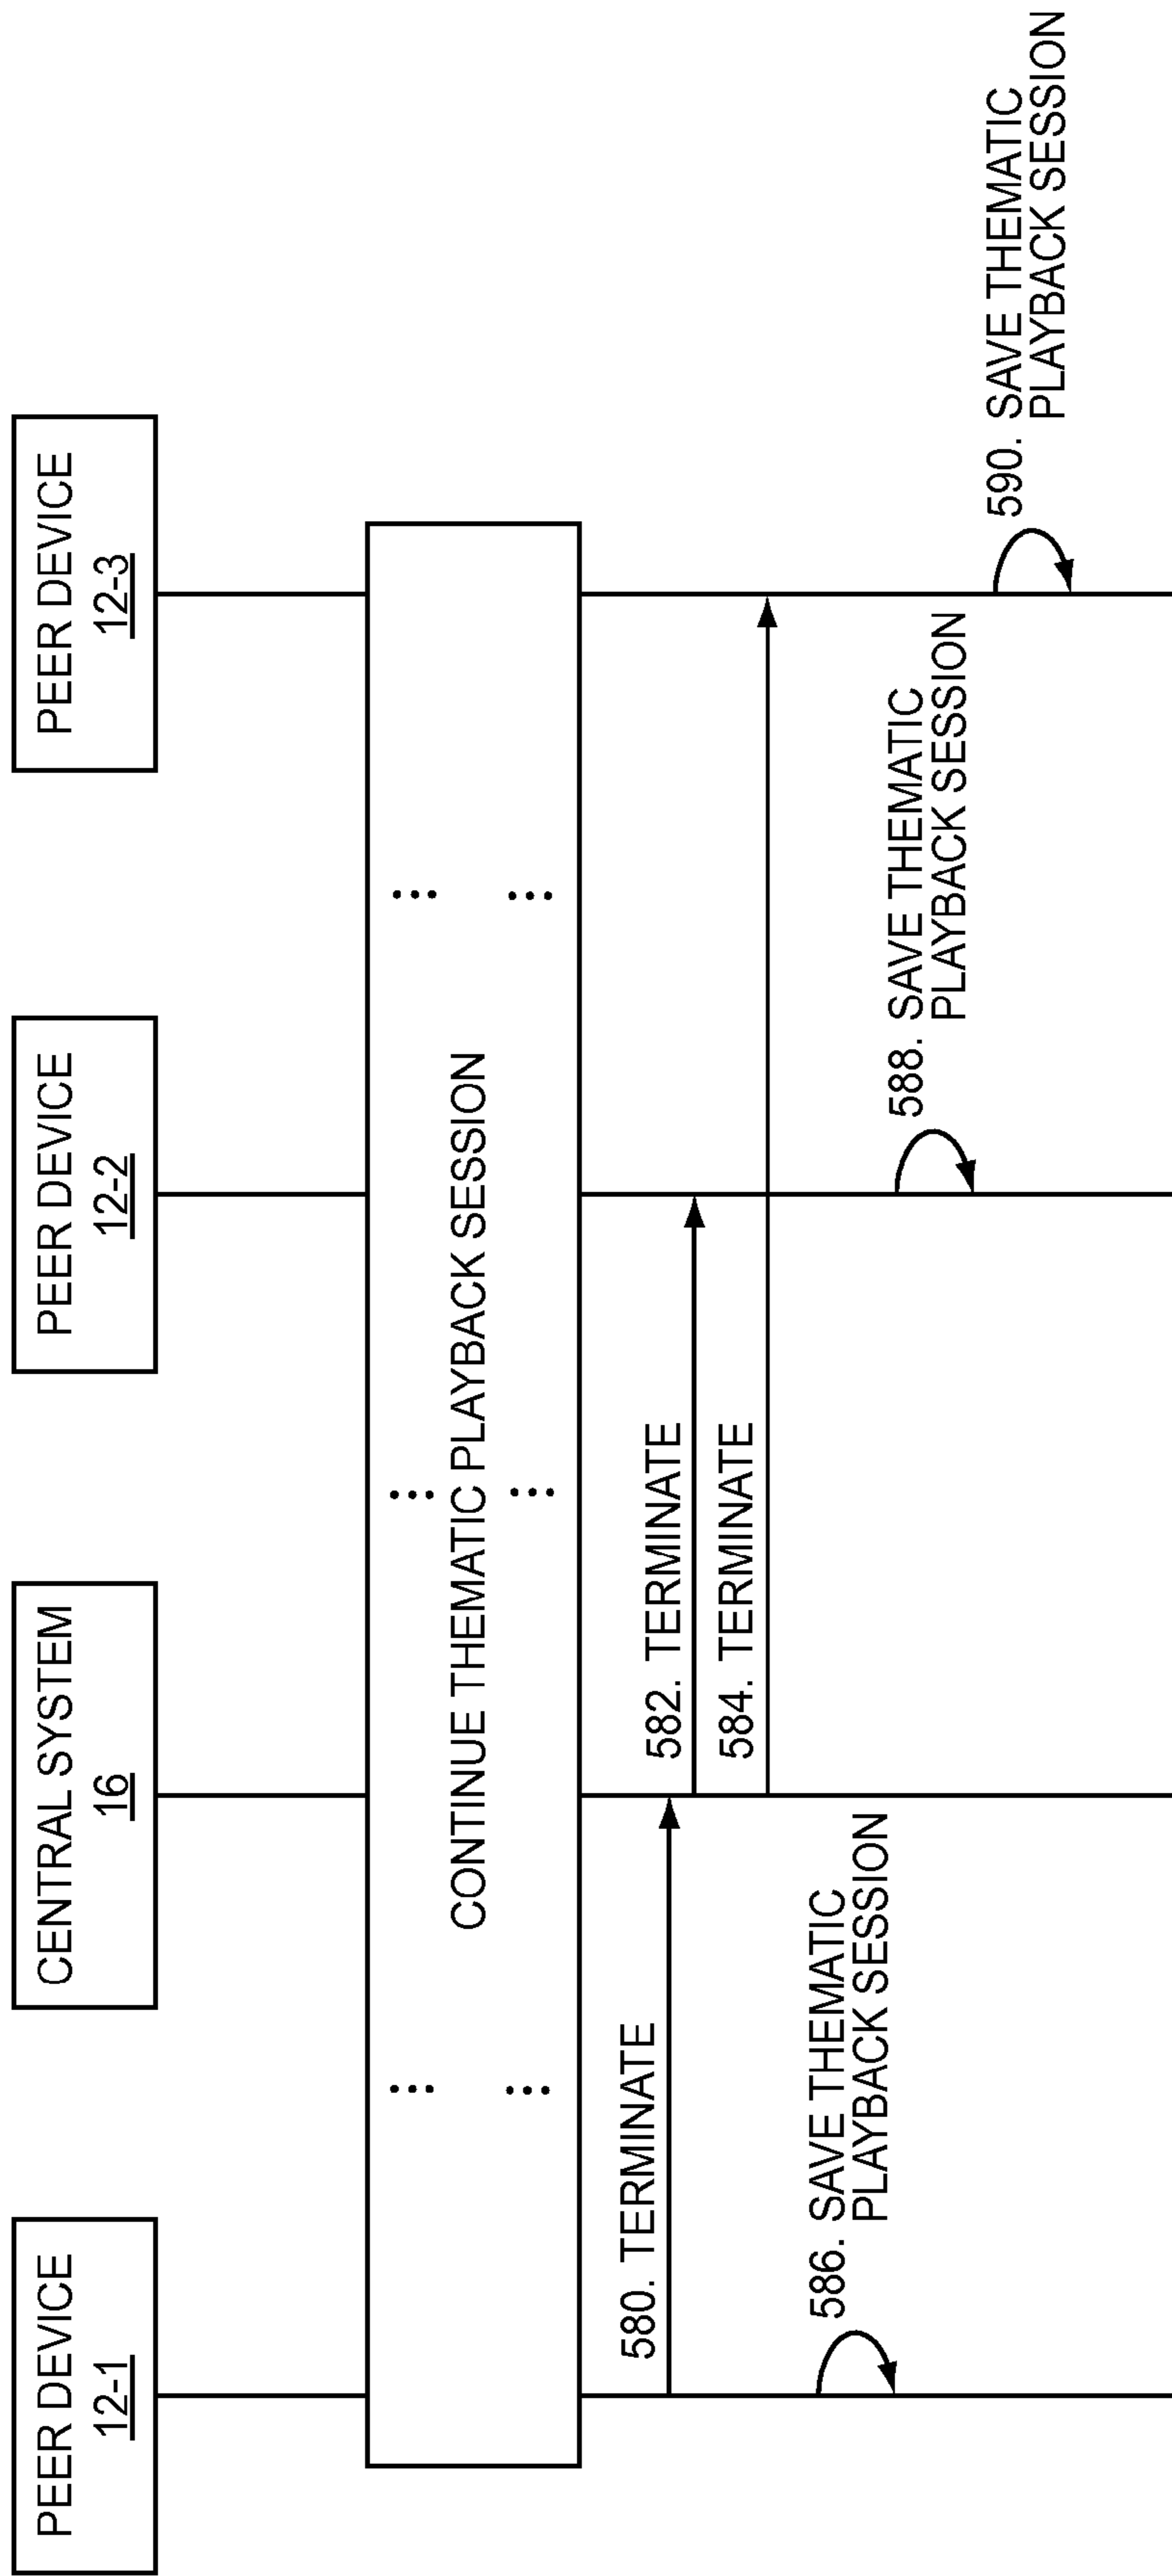 PEER DEVICE
12-1
CENTRAL SYSTEM
16
PEER DEVICE
12-2
PEER DEVICE
12-3
CONTINUE THEMATIC PLAYBACK SESSION
580. TERMINATE
582. TERMINATE
584. TERMINATE
586. SAVE THEMATIC
PLAYBACK SESSION
588. SAVE THEMATIC
PLAYBACK SESSION
590. SAVE THEMATIC
PLAYBACK SESSION